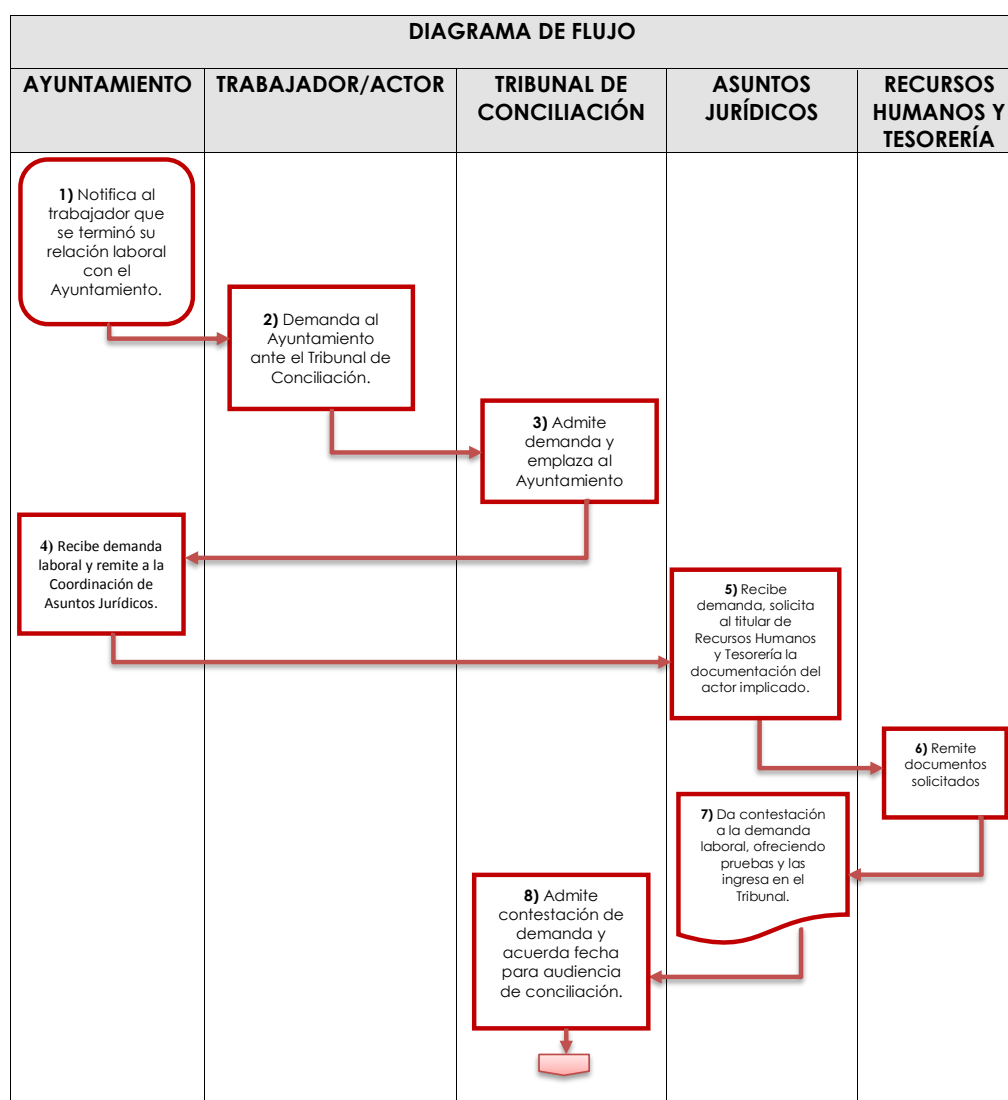 DIAGRAMA DE FLUJO
AYUNTAMIENTO
TRABAJADOR/ACTOR
TRIBUNAL DE
CONCILIACIÓN
ASUNTOS
JURÍDICOS
RECURSOS
HUMANOS Y
TESORERÍA
1) Notifica al
trabajador que
se terminó su
relación laboral
con el
Ayuntamiento.
2) Demanda al
Ayuntamiento
ante el Tribunal de
Conciliación.
3) Admite
demanda y
emplaza al
Ayuntamiento
4) Recibe demanda
laboral y remite a la
Coordinación de
Asuntos Jurídicos.
5) Recibe
demanda, solicita
al titular de
Recursos Humanos
y Tesorería la
documentación del
actor implicado.
6) Remite
documentos
solicitados
7) Da contestación
a la demanda
laboral, ofreciendo
pruebas y las
ingresa en el
Tribunal.
8) Admite
contestación de
demanda y
acuerda fecha
para audiencia
de conciliación.